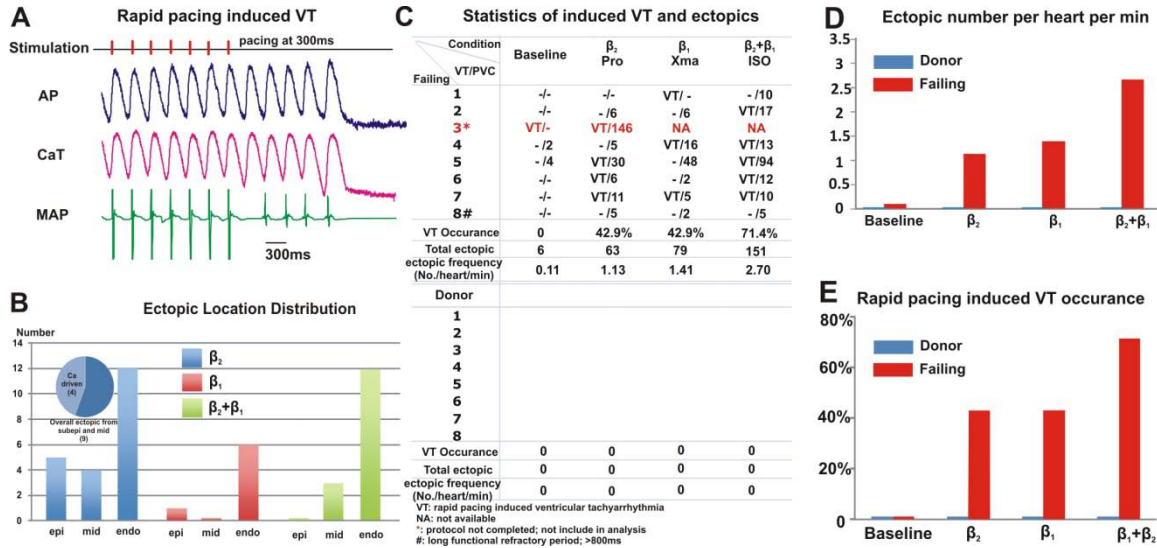 A
Rapid pacing induced VT
Stimulation
pacing at 300ms
AP
CaT
MAP
300ms
B
Ectopic Location Distribution
Number
14
12
10
8
6
4
2
0
Ca
driven
(4)
Overall ectopic from
subepi and mid
(9)
β2
β1
β2+β1
epi mid endo epi mid endo epi mid endo
C
Statistics of induced VT and ectopics
Condition
VT/PVC
Failing
Baseline β2 Pro β1 Xma β2+β1 ISO
1 -/- -/- VT/ - - /10
2 -/- - /6 - /6 VT/17
3* VT/- VT/146 NA NA
4 - /2 - /5 VT/16 VT/13
5 - /4 VT/30 -/48 VT/94
6 -/- VT/6 - /2 VT/12
7 -/- VT/11 VT/5 VT/10
8# -/- - /5 - /2 - /5
VT Occurance 0 42.9% 42.9% 71.4%
Total ectopic 6 63 79 151
ectopic frequency
(No./heart/min) 0.11 1.13 1.41 2.70
Donor
1
2
3
4
5
6
7
8
VT Occurance 0 0 0 0
Total ectopic 0 0 0 0
ectopic frequency
(No./heart/min) 0 0 0 0
VT: rapid pacing induced ventricular tachyarrhythmia
NA: not available
*: protocol not completed; not include in analysis
#: long functional refractory period; >800ms
D
Ectopic number per heart per min
3.5
3
2.5
2
1.5
1
0.5
0
Donor
Failing
Baseline β2 β1 β2+β1
E
Rapid pacing induced VT occurance
80%
60%
40%
20%
0
Donor
Failing
Baseline β2 β1 β1+β2